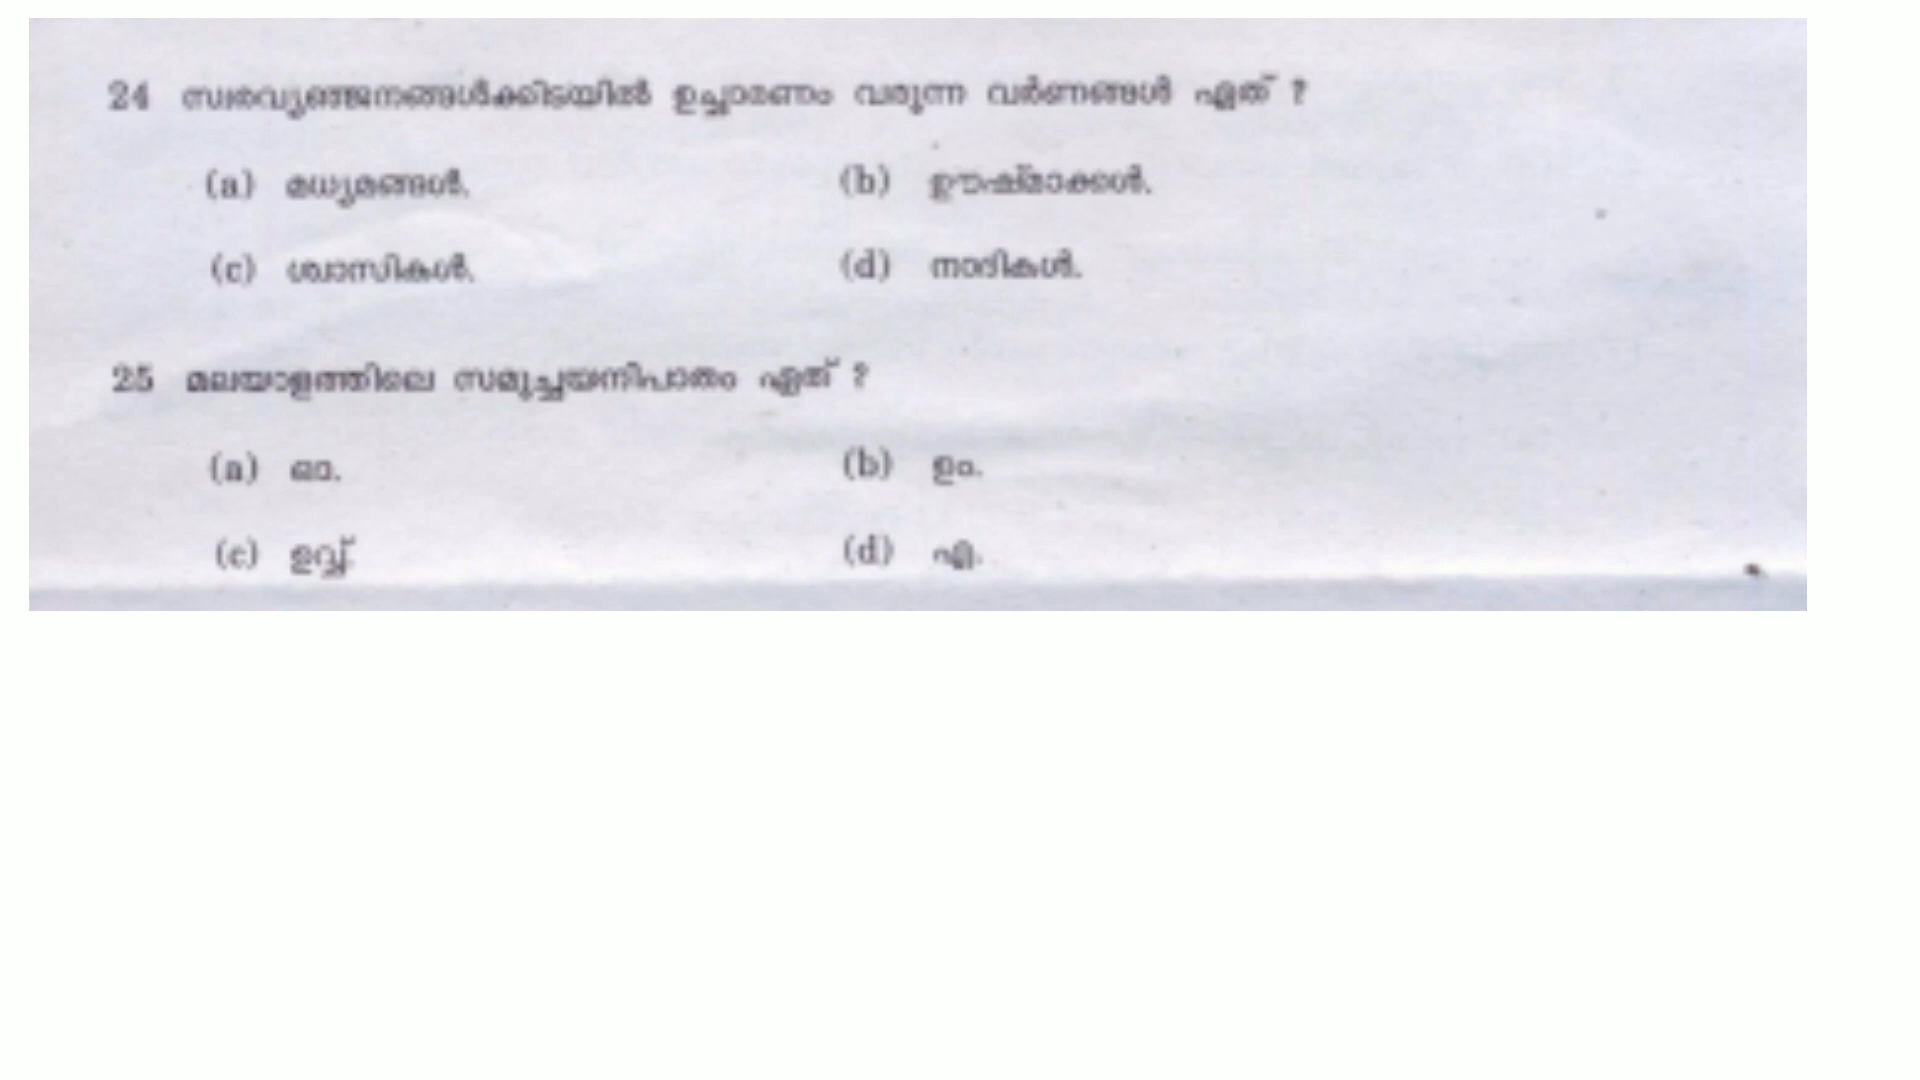 24 സ്വരവ്യഞ്ജനങ്ങൾക്കിടയിൽ ഉച്ചാരണം വരുന്ന വർണങ്ങൾ ഏത് ?
(a) മധ്യമങ്ങൾ. (b) ഊഷ്മാക്കൾ.
(c) ശ്വാസികൾ. (d) നാദികൾ.
25 മലയാളത്തിലെ സമുച്ചയനിപാതം ഏത് ?
(a) ഓ. (b) ഉം.
(c) ഉവ്വ്. (d) എ.